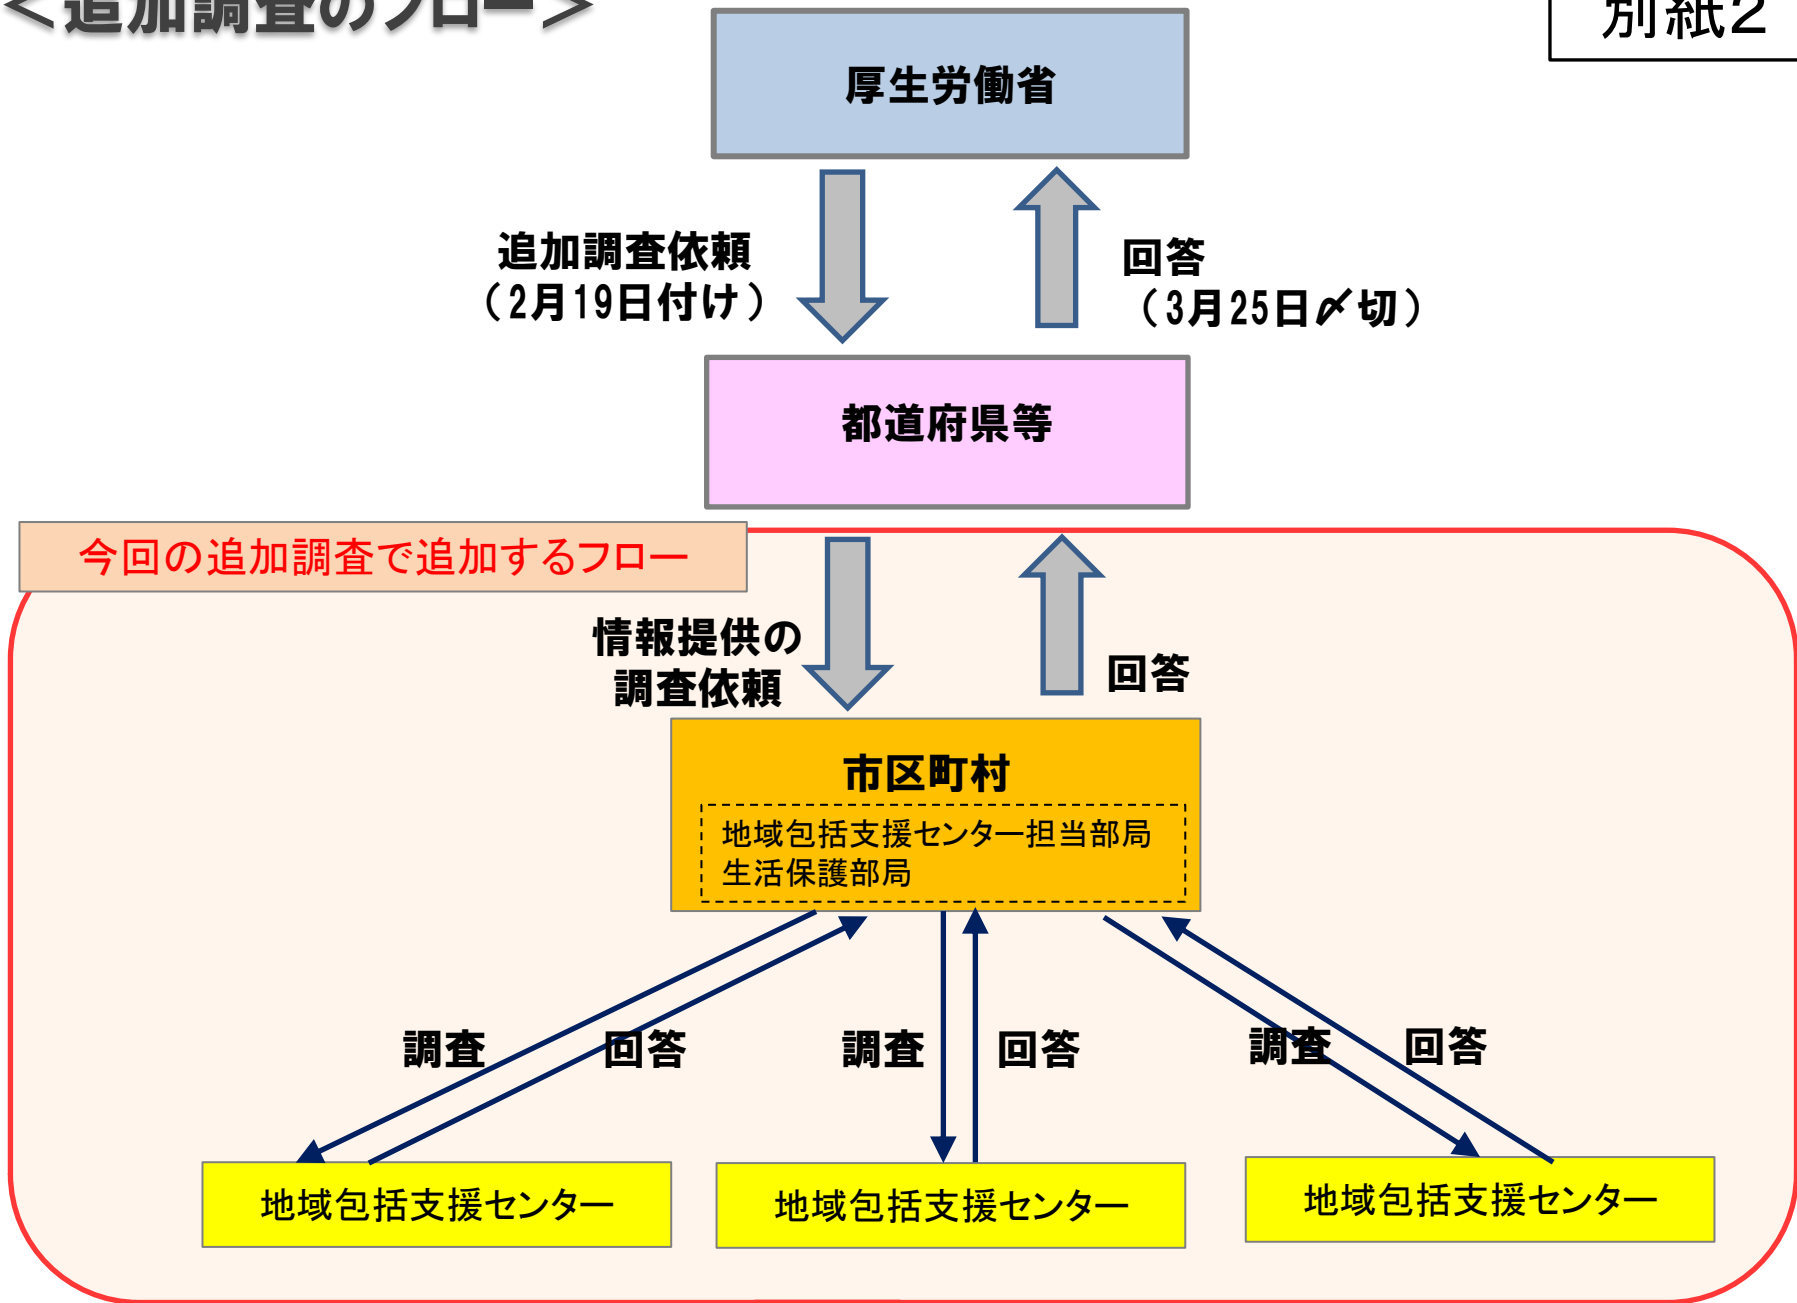 ＜追加調査のフロー＞
別紙2
厚生労働省
追加調査依頼
（2月19日付け）
回答
（3月25日〆切）
都道府県等
今回の追加調査で追加するフロー
情報提供の
調査依頼
回答
市区町村
地域包括支援センター担当部局
生活保護部局
調査
回答
調査
回答
調査
回答
地域包括支援センター
地域包括支援センター
地域包括支援センター